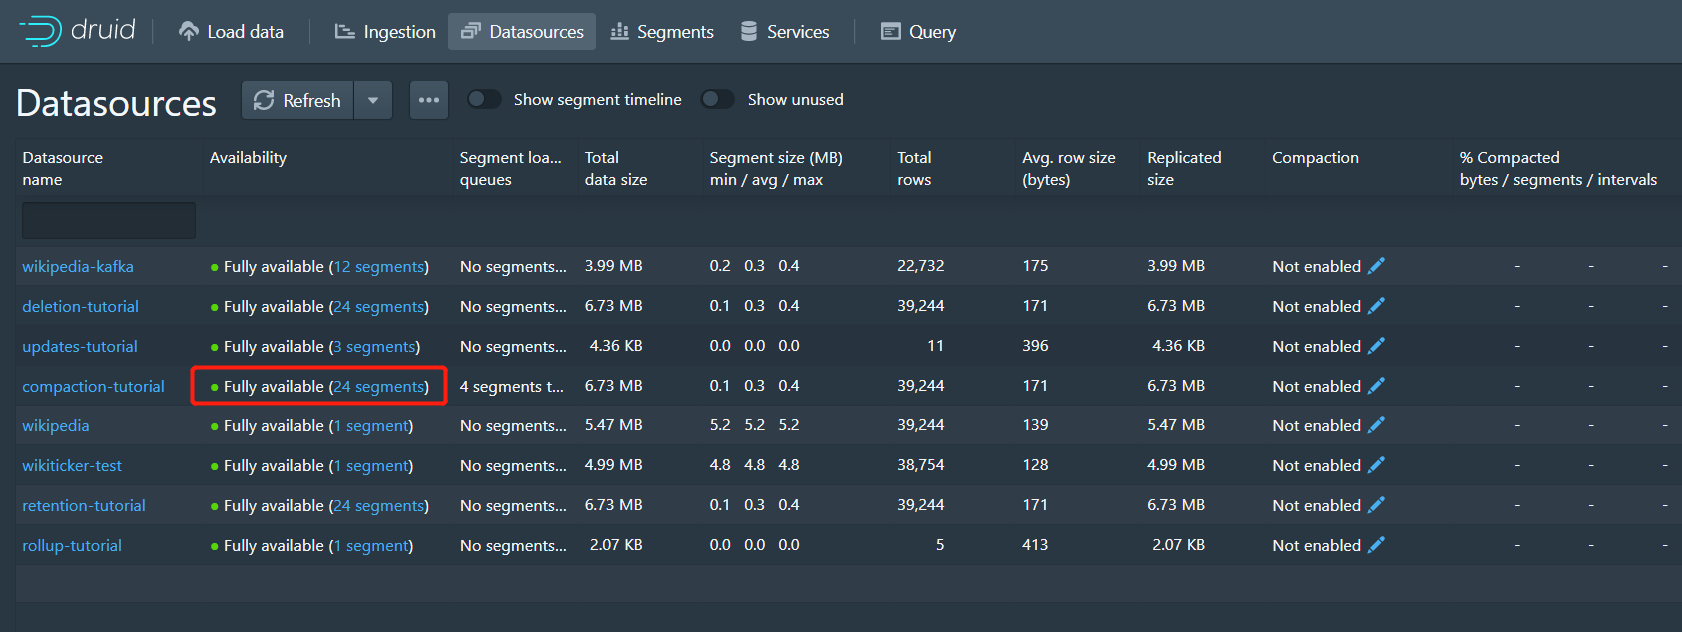 druid Load data Ingestion Datasources Segments Services Query
Datasources Refresh Show segment timeline Show unused
Datasource name Availability Segment loa... queues Total data size Segment size (MB) min / avg / max Total rows Avg. row size (bytes) Replicated size Compaction % Compacted bytes / segments / intervals
wikipedia-kafka Fully available (12 segments) No segments... 3.99 MB 0.2 0.3 0.4 22,732 175 3.99 MB Not enabled - - -
deletion-tutorial Fully available (24 segments) No segments... 6.73 MB 0.1 0.3 0.4 39,244 171 6.73 MB Not enabled - - -
updates-tutorial Fully available (3 segments) No segments... 4.36 KB 0.0 0.0 0.0 11 396 4.36 KB Not enabled - - -
compaction-tutorial Fully available (24 segments) 4 segments t... 6.73 MB 0.1 0.3 0.4 39,244 171 6.73 MB Not enabled - - -
wikipedia Fully available (1 segment) No segments... 5.47 MB 5.2 5.2 5.2 39,244 139 5.47 MB Not enabled - - -
wikiticker-test Fully available (1 segment) No segments... 4.99 MB 4.8 4.8 4.8 38,754 128 4.99 MB Not enabled - - -
retention-tutorial Fully available (24 segments) No segments... 6.73 MB 0.1 0.3 0.4 39,244 171 6.73 MB Not enabled - - -
rollup-tutorial Fully available (1 segment) No segments... 2.07 KB 0.0 0.0 0.0 5 413 2.07 KB Not enabled - - -